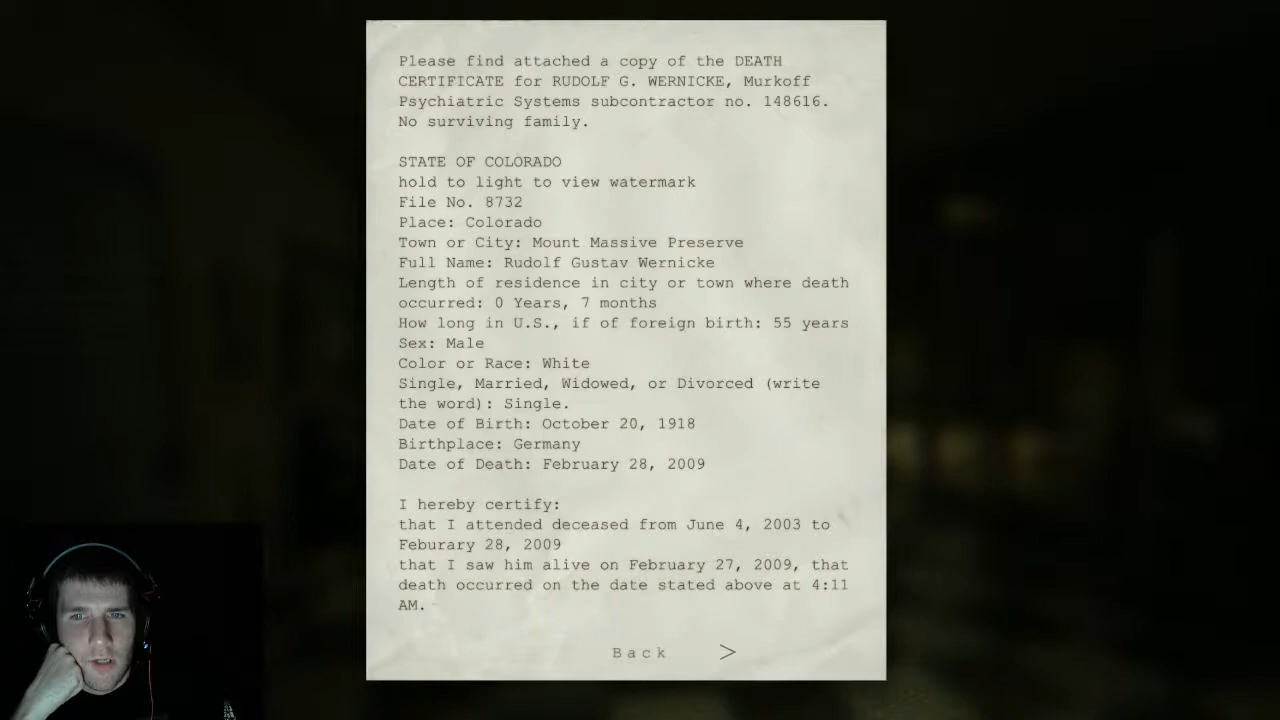 Please find attached a copy of the DEATH
CERTIFICATE for RUDOLF G. WERNICKE, Murkoff
Psychiatric Systems subcontractor no. 148616.
No surviving family.
STATE OF COLORADO
hold to light to view watermark
File No. 8732
Place: Colorado
Town or City: Mount Massive Preserve
Full Name: Rudolf Gustav Wernicke
Length of residence in city or town where death
occurred: 0 Years, 7 months
How long in U.S., if of foreign birth: 55 years
Sex: Male
Color or Race: White
Single, Married, Widowed, or Divorced (write
the word): Single.
Date of Birth: October 20, 1918
Birthplace: Germany
Date of Death: February 28, 2009
I hereby certify:
that I attended deceased from June 4, 2003 to
Feburary 28, 2009
that I saw him alive on February 27, 2009, that
death occurred on the date stated above at 4:11
AM.
Back >